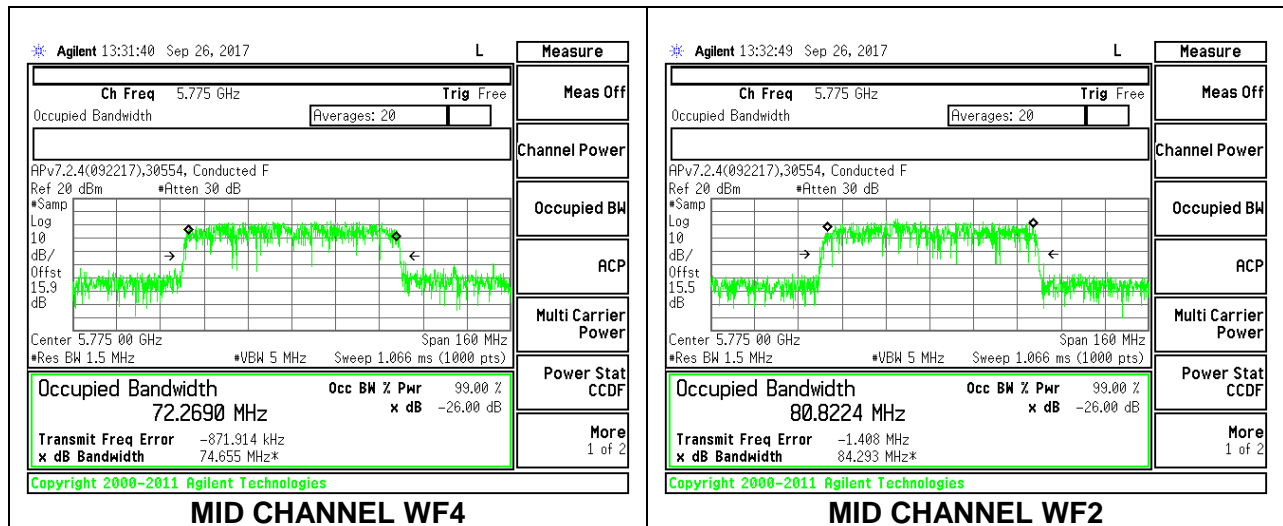 Agilent 13:31:40 Sep 26, 2017 L
Measure
Ch Freq 5.775 GHz Trig Free
Occupied Bandwidth Averages: 20
APv7.2.4(092217),30554, Conducted F
Ref 20 dBm #Atten 30 dB
#Samp
Log
10
dB/
Offst
15.9
dB
Center 5.775 00 GHz Span 160 MHz
#Res BW 1.5 MHz #VBW 5 MHz Sweep 1.066 ms (1000 pts)
Occupied Bandwidth Occ BW % Pwr 99.00 %
72.2690 MHz x dB -26.00 dB
Transmit Freq Error -871.914 kHz
x dB Bandwidth 74.655 MHz*
Copyright 2000-2011 Agilent Technologies
Meas Off
Channel Power
Occupied BW
ACP
Multi Carrier
Power
Power Stat
CCDF
More
1 of 2
MID CHANNEL WF4
Agilent 13:32:49 Sep 26, 2017 L
Measure
Ch Freq 5.775 GHz Trig Free
Occupied Bandwidth Averages: 20
APv7.2.4(092217),30554, Conducted F
Ref 20 dBm #Atten 30 dB
#Samp
Log
10
dB/
Offst
15.5
dB
Center 5.775 00 GHz Span 160 MHz
#Res BW 1.5 MHz #VBW 5 MHz Sweep 1.066 ms (1000 pts)
Occupied Bandwidth Occ BW % Pwr 99.00 %
80.8224 MHz x dB -26.00 dB
Transmit Freq Error -1.408 MHz
x dB Bandwidth 84.293 MHz*
Copyright 2000-2011 Agilent Technologies
Meas Off
Channel Power
Occupied BW
ACP
Multi Carrier
Power
Power Stat
CCDF
More
1 of 2
MID CHANNEL WF2